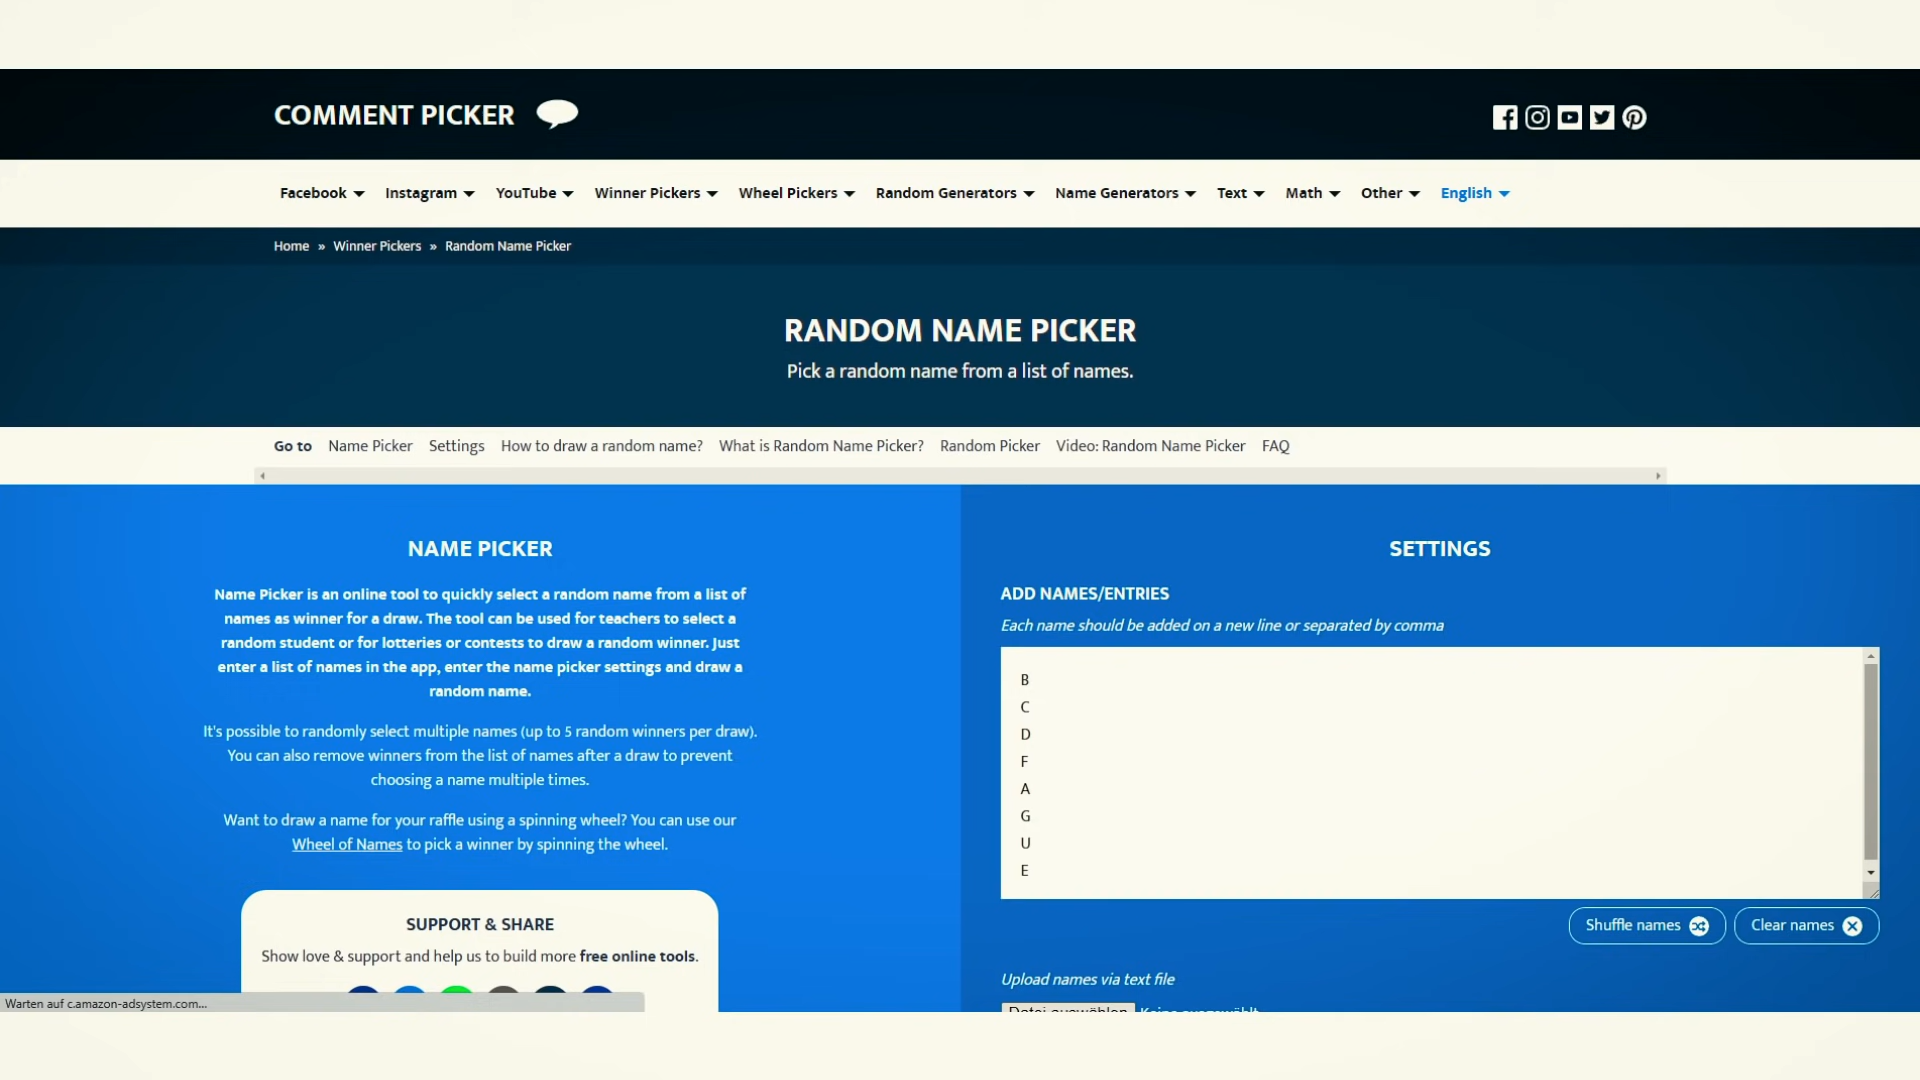 COMMENT PICKER
Facebook Instagram YouTube Winner Pickers Wheel Pickers Random Generators Name Generators Text Math Other English
Home » Winner Pickers » Random Name Picker
RANDOM NAME PICKER
Pick a random name from a list of names.
Go to Name Picker Settings How to draw a random name? What is Random Name Picker? Random Picker Video: Random Name Picker FAQ
NAME PICKER
Name Picker is an online tool to quickly select a random name from a list of
names as winner for a draw. The tool can be used for teachers to select a
random student or for lotteries or contests to draw a random winner. Just
enter a list of names in the app, enter the name picker settings and draw a
random name.
It's possible to randomly select multiple names (up to 5 random winners per draw).
You can also remove winners from the list of names after a draw to prevent
choosing a name multiple times.
Want to draw a name for your raffle using a spinning wheel? You can use our
Wheel of Names to pick a winner by spinning the wheel.
SUPPORT & SHARE
Show love & support and help us to build more free online tools.
Warten auf c.amazon-adsystem.com...
SETTINGS
ADD NAMES/ENTRIES
Each name should be added on a new line or separated by comma
B
C
D
F
A
G
U
E
Shuffle names Clear names
Upload names via text file
Datei auswählen Keine ausgewählt